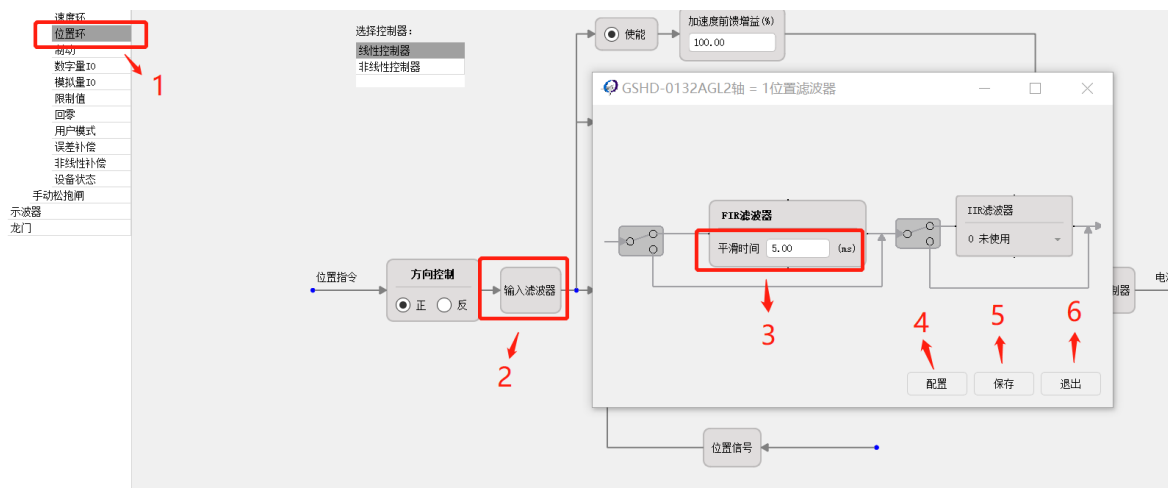 速度环
位置环
制动
数字量IO
模拟量IO
限制值
回零
用户模式
误差补偿
非线性补偿
设备状态
手动松抱闸
示波器
龙门
1
选择控制器:
线性控制器
非线性控制器
使能
加速度前馈增益(%)
100.00
GSHD-0132AGL2轴 = 1位置滤波器
FIR滤波器
平滑时间 5.00 (ms)
IIR滤波器
0 未使用
3
4
5
6
配置
保存
退出
位置指令
方向控制
正 反
输入滤波器
2
制器
电
位置信号